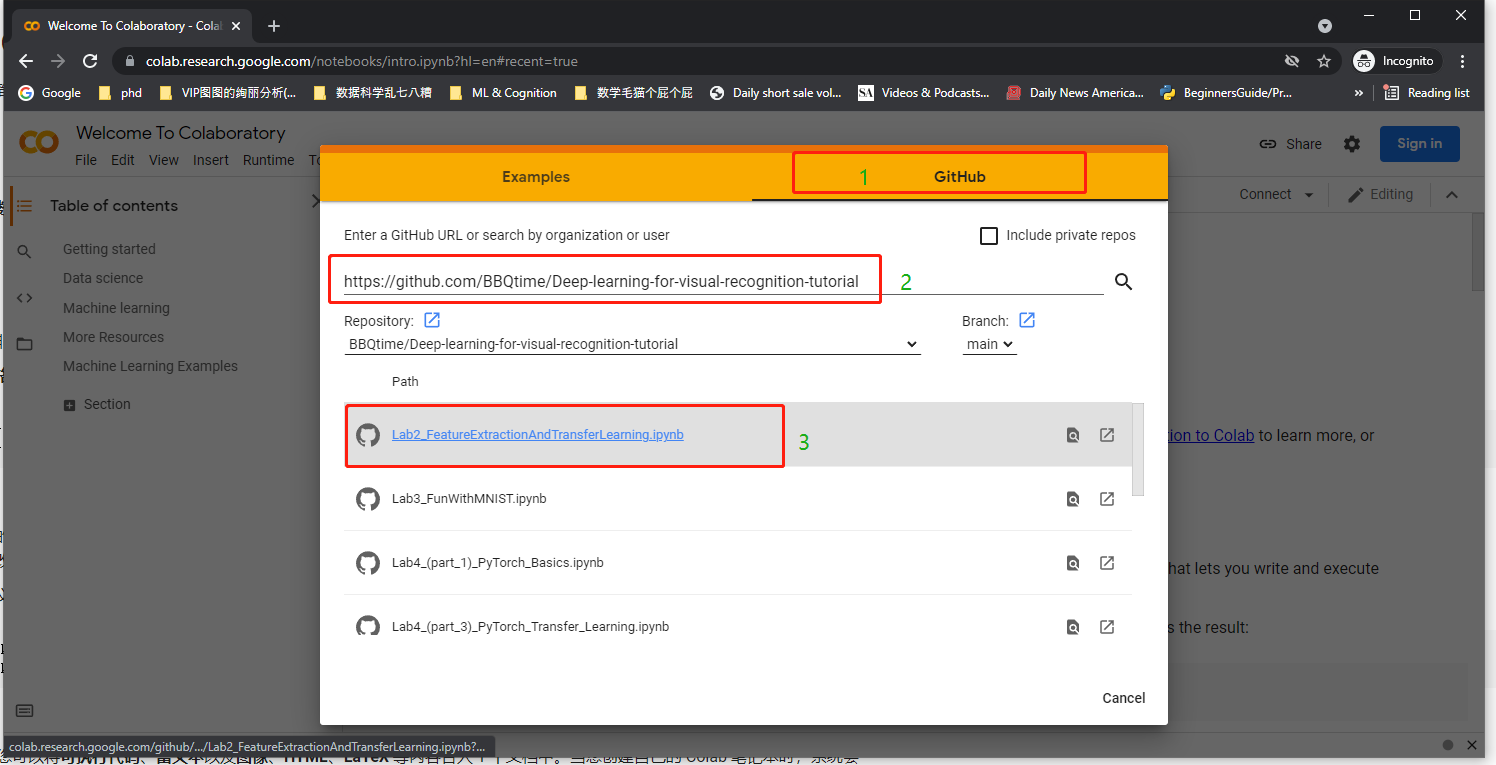 Welcome To Colaboratory - Cola
colab.research.google.com/notebooks/intro.ipynb?hl=en#recent=true
Incognito
Google phd VIP图图的绚丽分析(... 数据科学乱七八糟 ML & Cognition 数学毛猫个屁个屁 Daily short sale vol... SA Videos & Podcasts... Daily News America... BeginnersGuide/Pr... » Reading list
Welcome To Colaboratory
File Edit View Insert Runtime To
Share
Sign in
Examples
1
GitHub
Connect
Editing
Table of contents
Getting started
Data science
Machine learning
More Resources
Machine Learning Examples
Section
Enter a GitHub URL or search by organization or user
Include private repos
https://github.com/BBQtime/Deep-learning-for-visual-recognition-tutorial
2
Repository:
Branch:
BBQtime/Deep-learning-for-visual-recognition-tutorial
main
Path
Lab2_FeatureExtractionAndTransferLearning.ipynb
3
tion to Colab to learn more, or
Lab3_FunWithMNIST.ipynb
Lab4_(part_1)_PyTorch_Basics.ipynb
hat lets you write and execute
Lab4_(part_3)_PyTorch_Transfer_Learning.ipynb
s the result:
Cancel
colab.research.google.com/github/.../Lab2_FeatureExtractionAndTransferLearning.ipynb?...